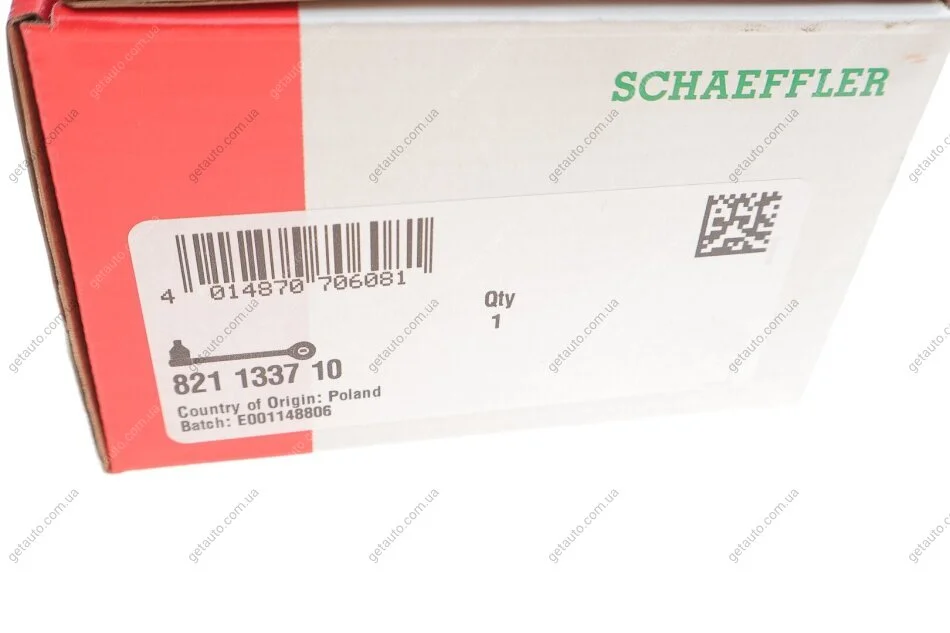 SCHAEFFLER
4 014870 706081
Qty
1
821 1337 10
Country of Origin: Poland
Batch: E001148806
getauto.com.ua